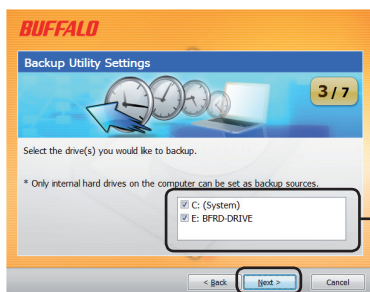 BUFFALO
Backup Utility Settings
3 / 7
Select the drive(s) you would like to backup.
* Only internal hard drives on the computer can be set as backup sources.
C: (System)
E: BFRD-DRIVE
< Back
Next >
Cancel